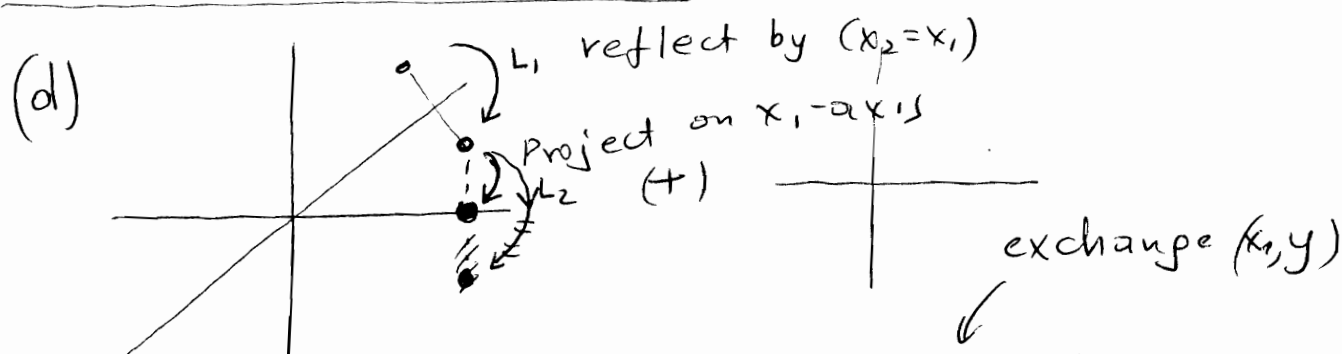 (d)
L₁ reflect by (x₂=x₁)
Project on x₁-axis
L₂ (+)
exchange (x₁,y)